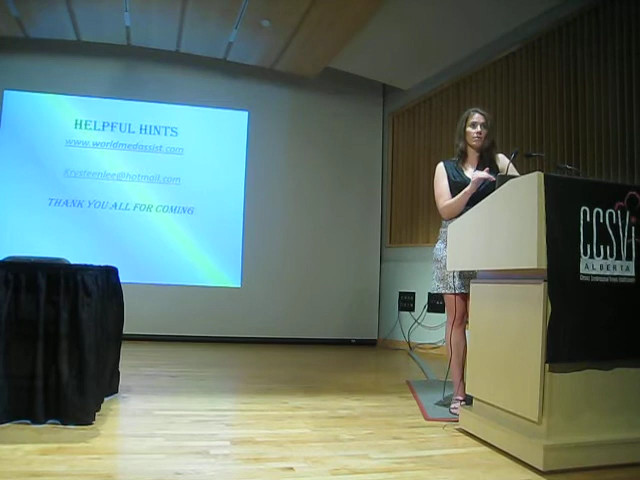 HELPFUL HINTS
www.worldmedassist.com
Krysteenlee@hotmail.com
THANK YOU ALL FOR COMING
CCSVi
ALBERTA